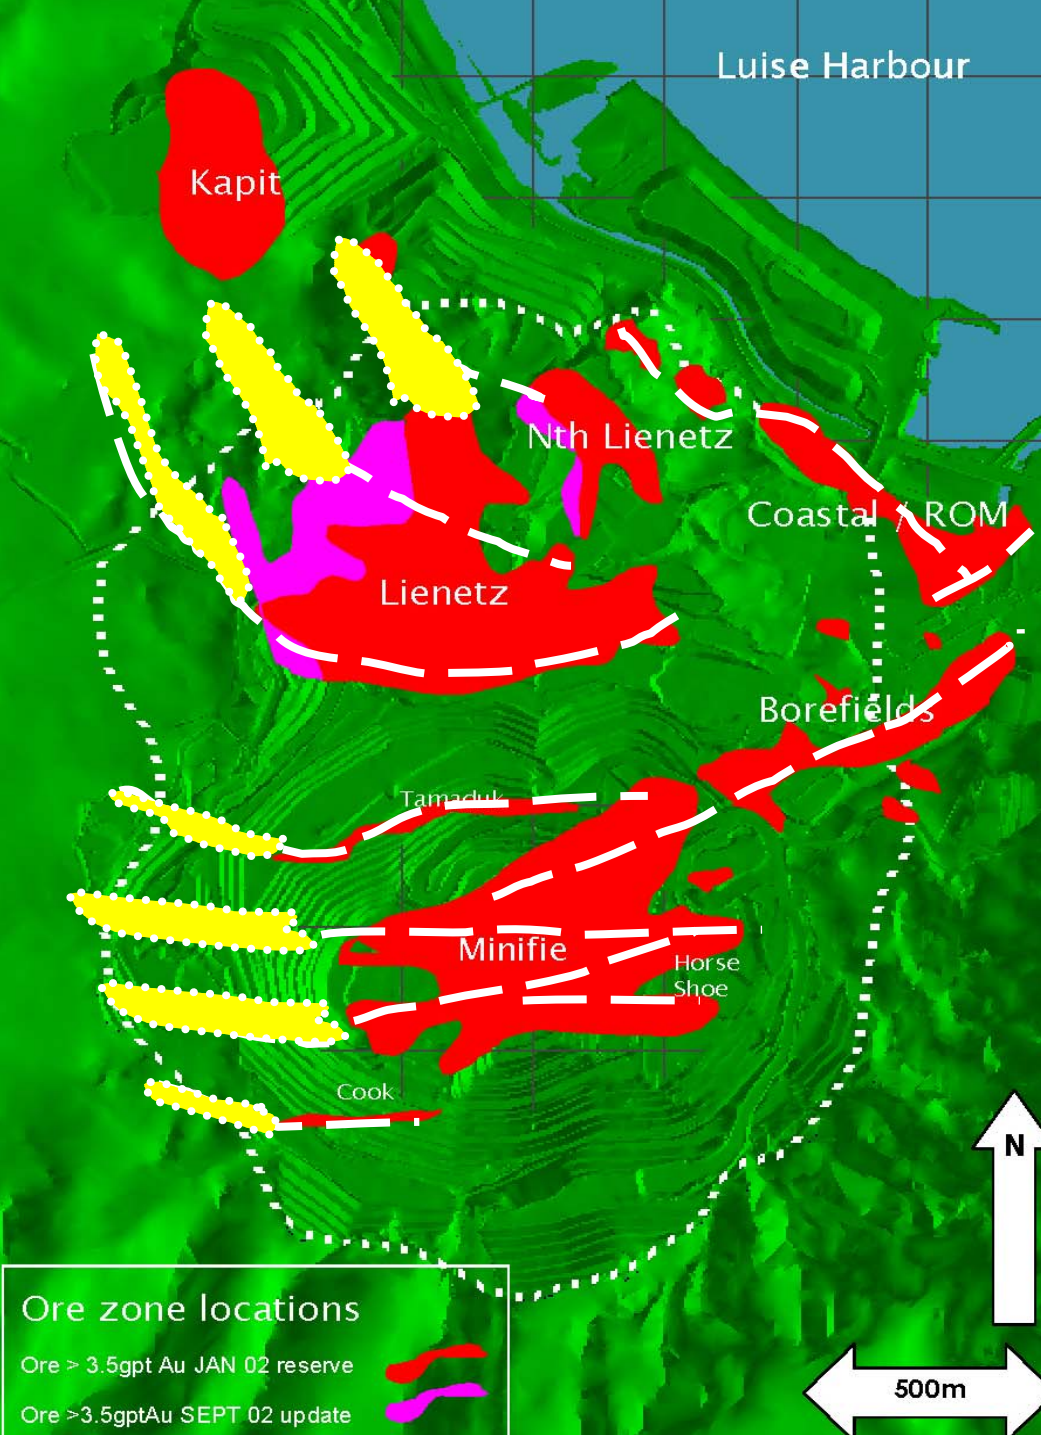 Luise Harbour
Kapit
Nth Lienetz
Coastal / ROM
Lienetz
Borefields
Tamaduk
Minifie
Horse
Shoe
Cook
N
Ore zone locations
Ore > 3.5gpt Au JAN 02 reserve
Ore >3.5gptAu SEPT 02 update
500m